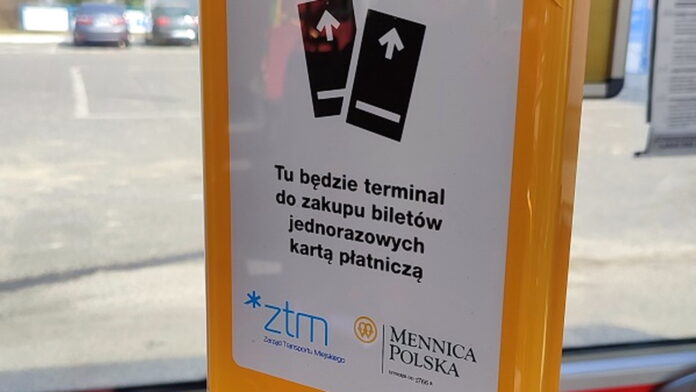 Tu będzie terminal
do zakupu biletów
jednorazowych
kartą płatniczą
*ztm
Zarząd Transportu Miejskiego
MENNICA
POLSKA